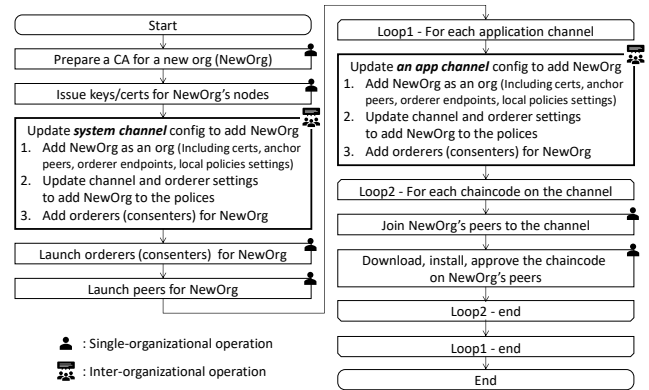 Start
Prepare a CA for a new org (NewOrg)
Issue keys/certs for NewOrg's nodes
Update system channel config to add NewOrg
1. Add NewOrg as an org (Including certs, anchor
peers, orderer endpoints, local policies settings)
2. Update channel and orderer settings
to add NewOrg to the polices
3. Add orderers (consenters) for NewOrg
Launch orderers (consenters) for NewOrg
Launch peers for NewOrg
: Single-organizational operation
: Inter-organizational operation
Loop1 - For each application channel
Update an app channel config to add NewOrg
1. Add NewOrg as an org (Including certs, anchor
peers, orderer endpoints, local policies settings)
2. Update channel and orderer settings
to add NewOrg to the polices
3. Add orderers (consenters) for NewOrg
Loop2 - For each chaincode on the channel
Join NewOrg's peers to the channel
Download, install, approve the chaincode
on NewOrg's peers
Loop2 - end
Loop1 - end
End